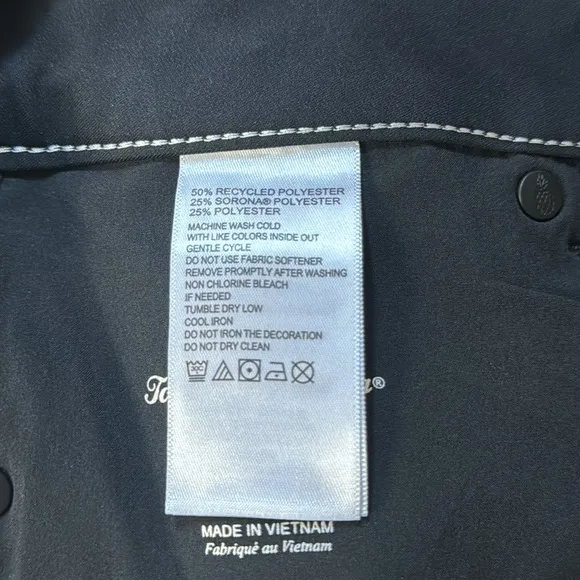 50% RECYCLED POLYESTER
25% SORONA® POLYESTER
25% POLYESTER
MACHINE WASH COLD
WITH LIKE COLORS INSIDE OUT
GENTLE CYCLE
DO NOT USE FABRIC SOFTENER
REMOVE PROMPTLY AFTER WASHING
NON CHLORINE BLEACH
IF NEEDED
TUMBLE DRY LOW
COOL IRON
DO NOT IRON THE DECORATION
DO NOT DRY CLEAN
MADE IN VIETNAM
Fabriqué au Vietnam